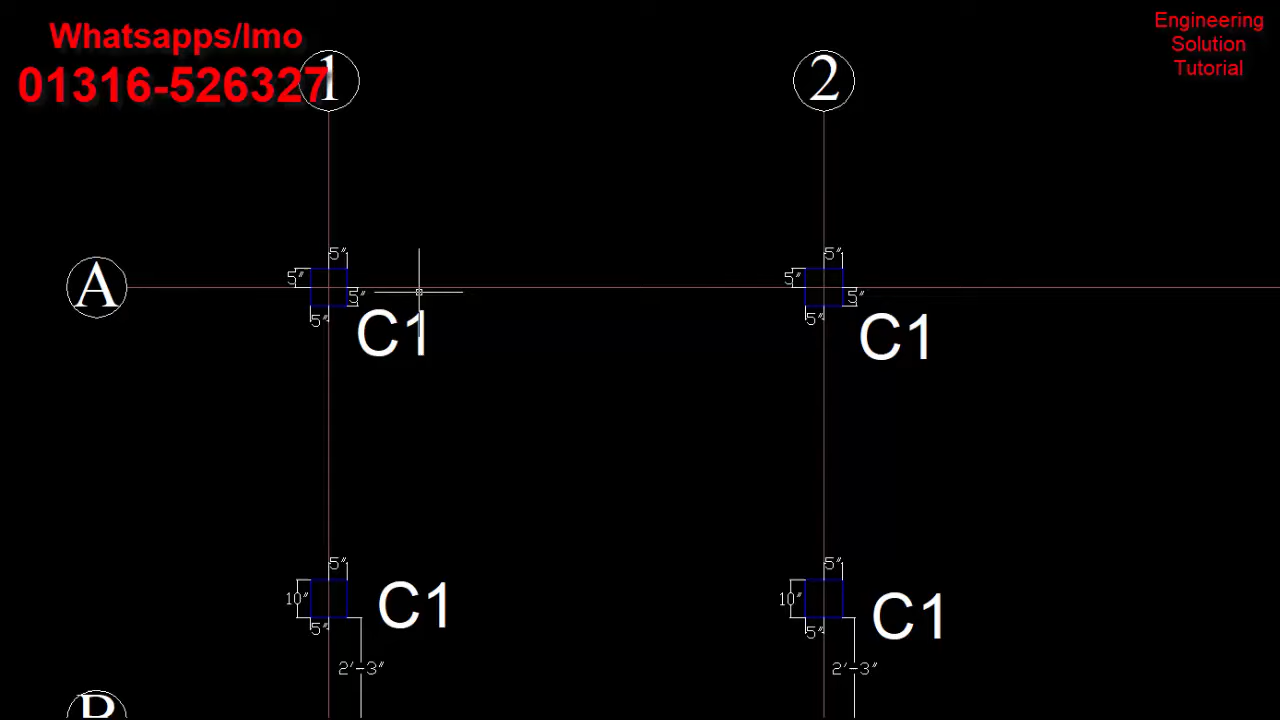 Whatsapps/Imo
01316-526327
Engineering
Solution
Tutorial
1
2
A
5"
5"
5"
5"
C1
5"
5"
5"
5"
C1
5"
10"
5"
C1
2'-3"
5"
10"
5"
C1
2'-3"
B